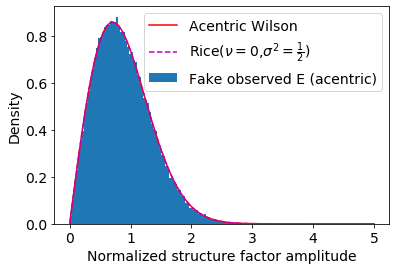 Acentric Wilson
Rice(ν = 0,σ² = 1/2)
Fake observed E (acentric)
Density
0.8
0.6
0.4
0.2
0.0
0 1 2 3 4 5
Normalized structure factor amplitude